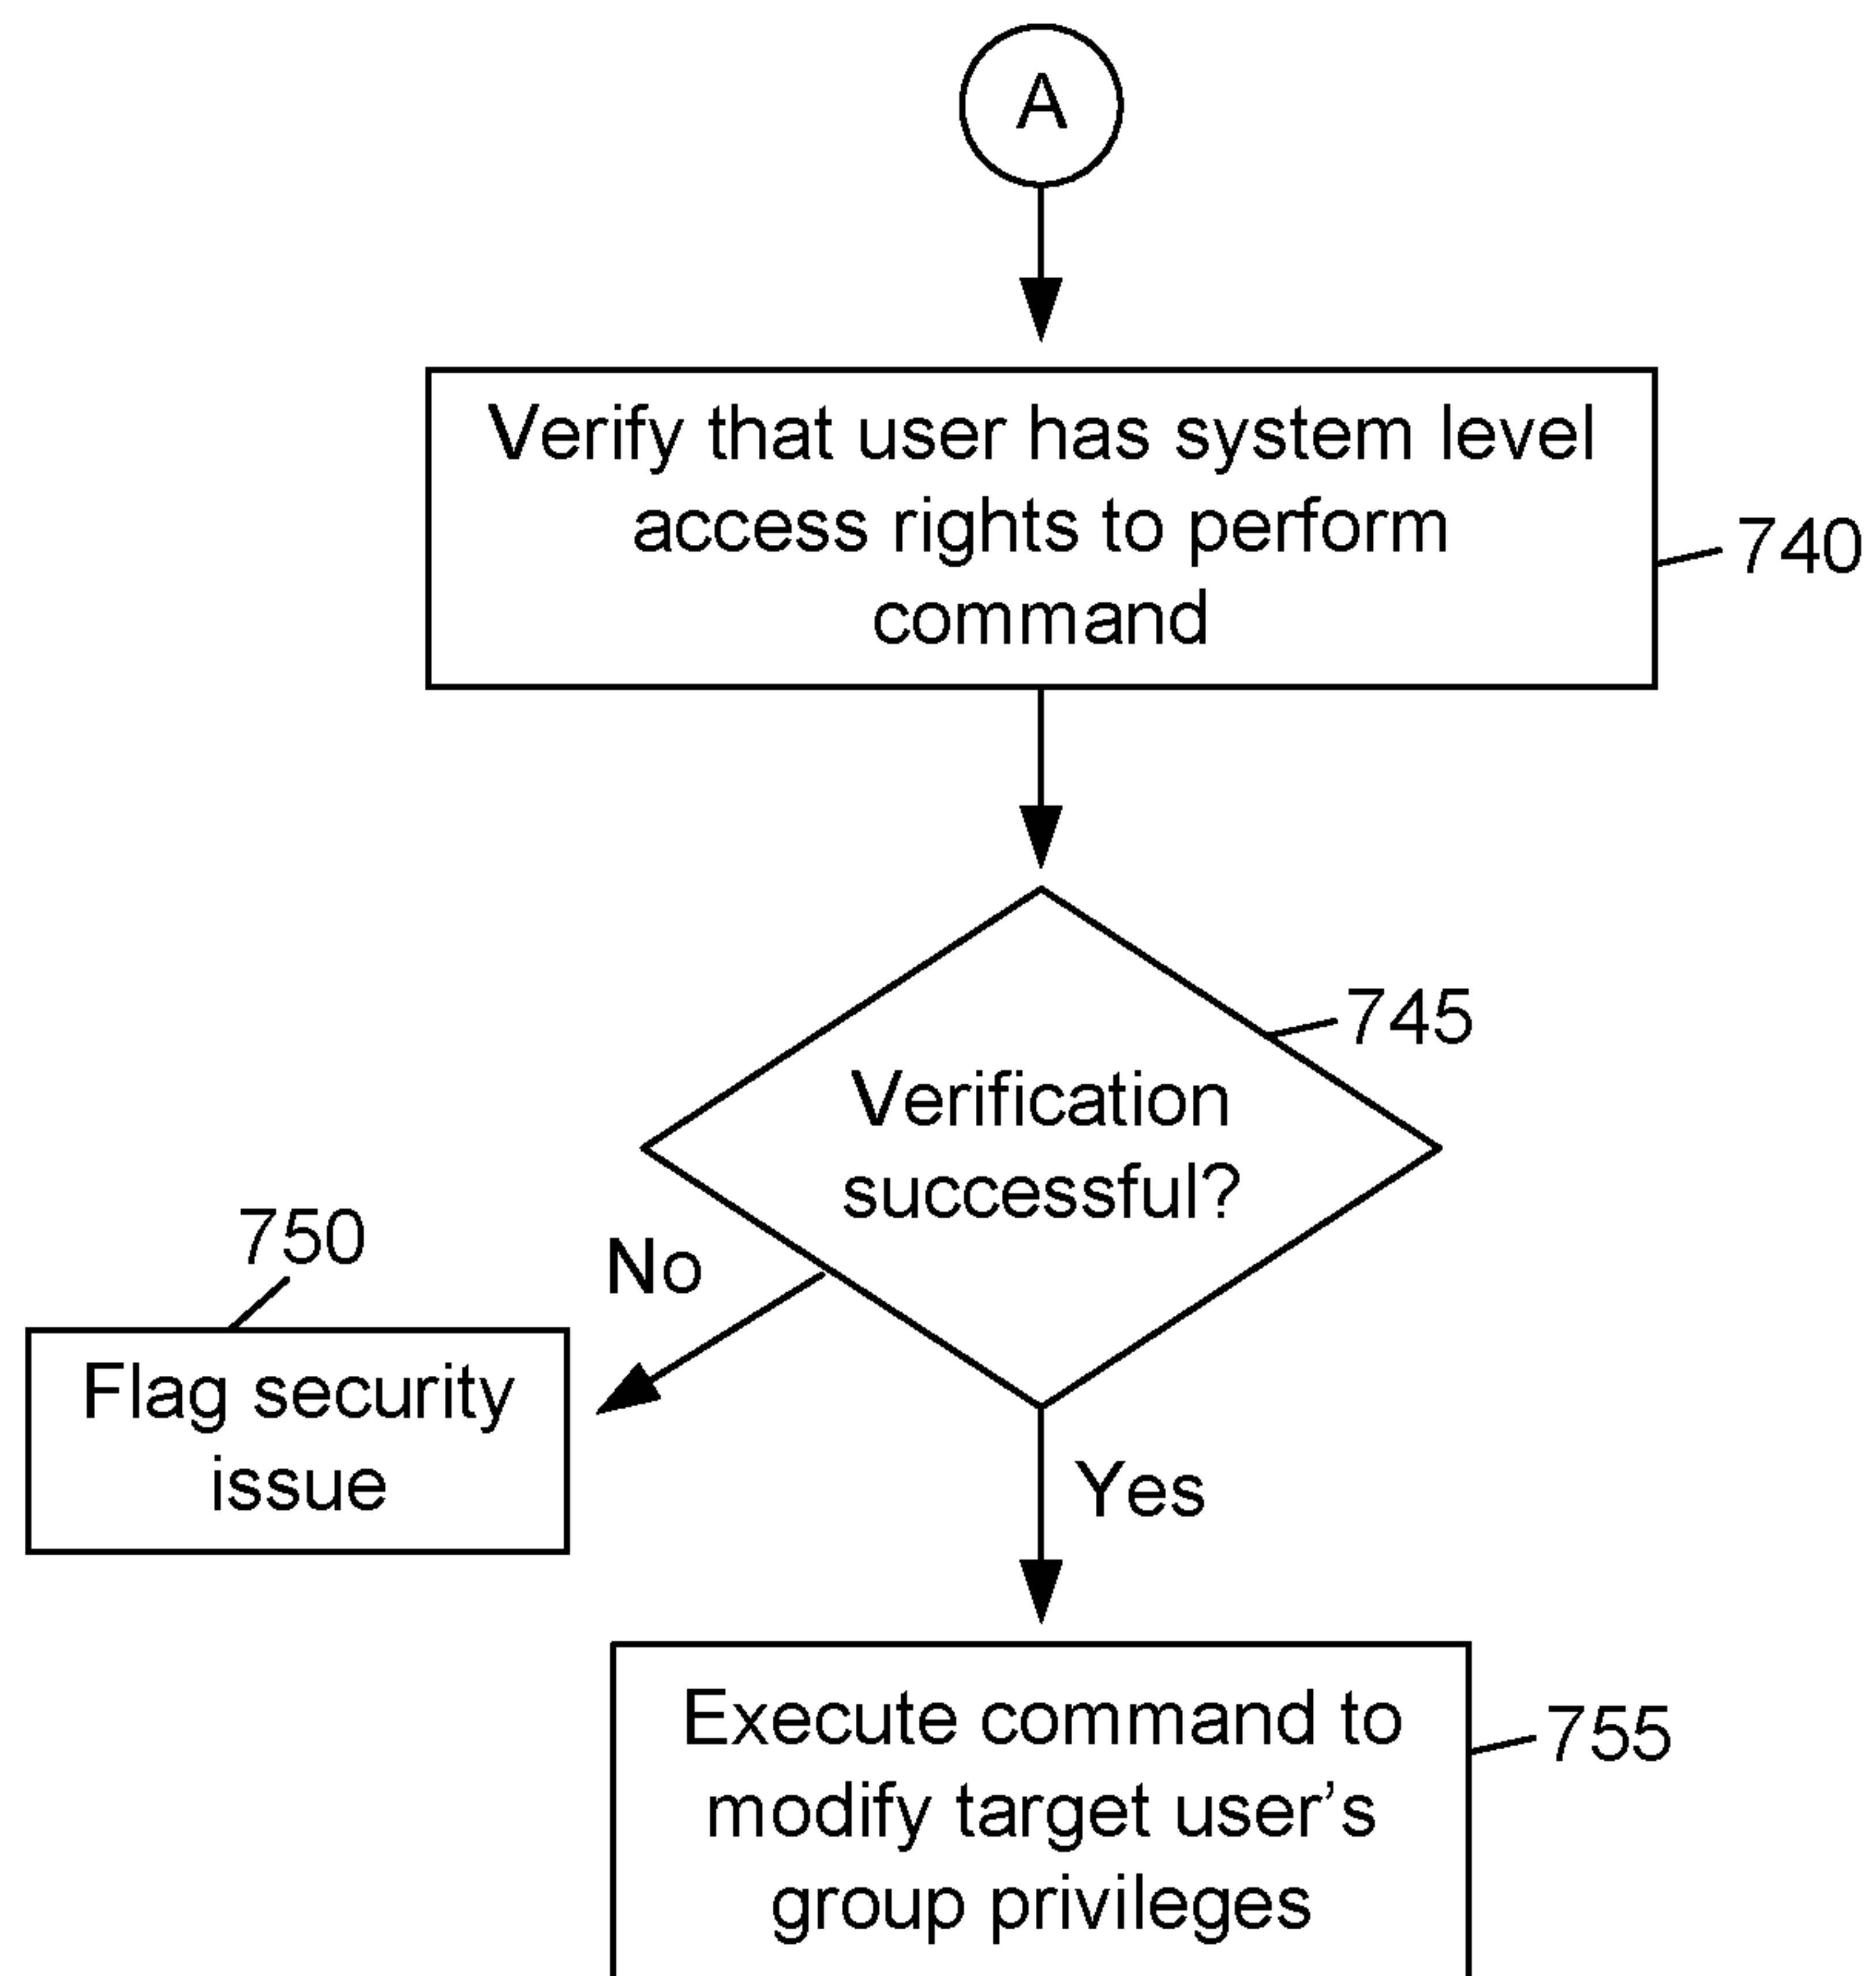 A
Verify that user has system level
access rights to perform
command
740
745
Verification
successful?
750
No
Flag security
issue
Yes
Execute command to
modify target user’s
group privileges
755